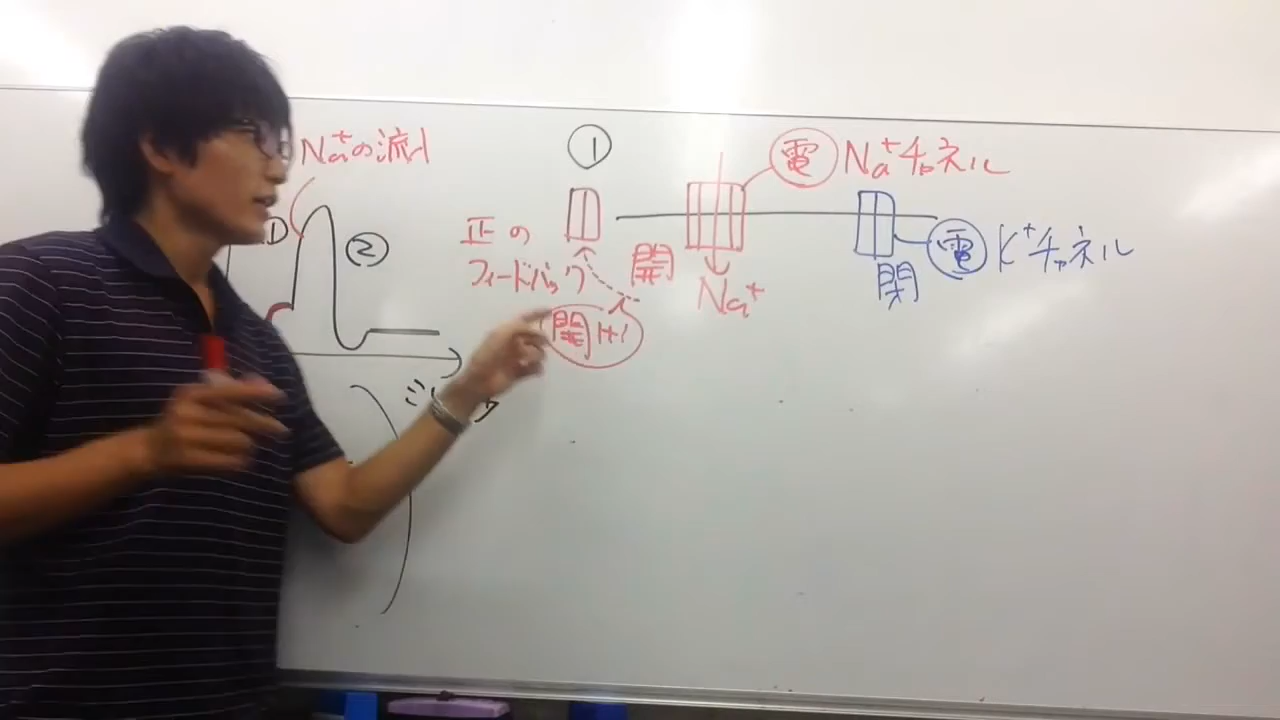 Na⁺の流入
①
②
①
電 Na⁺チャネル
正の
フィードバック
開
Na⁺
電 K⁺チャネル
閉
開け!